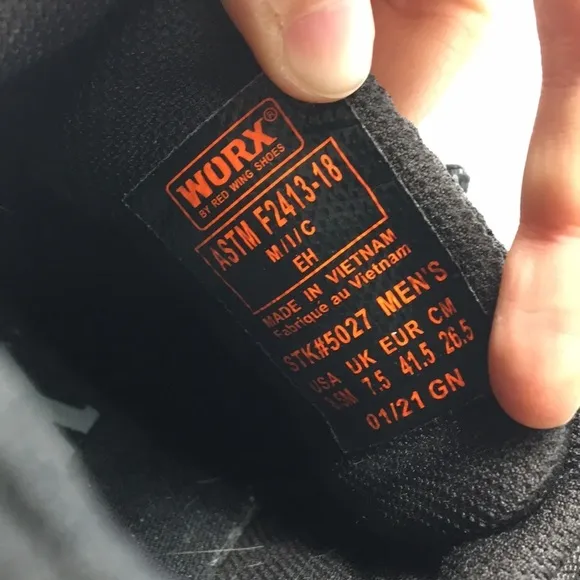 WORX®
BY RED WING SHOES
ASTM F2413-18
M/I/C
EH
MADE IN VIETNAM
Fabriqué au Vietnam
STK#5027 MEN'S
USA UK EUR CM
7.5 41.5 26.5
01/21 GN